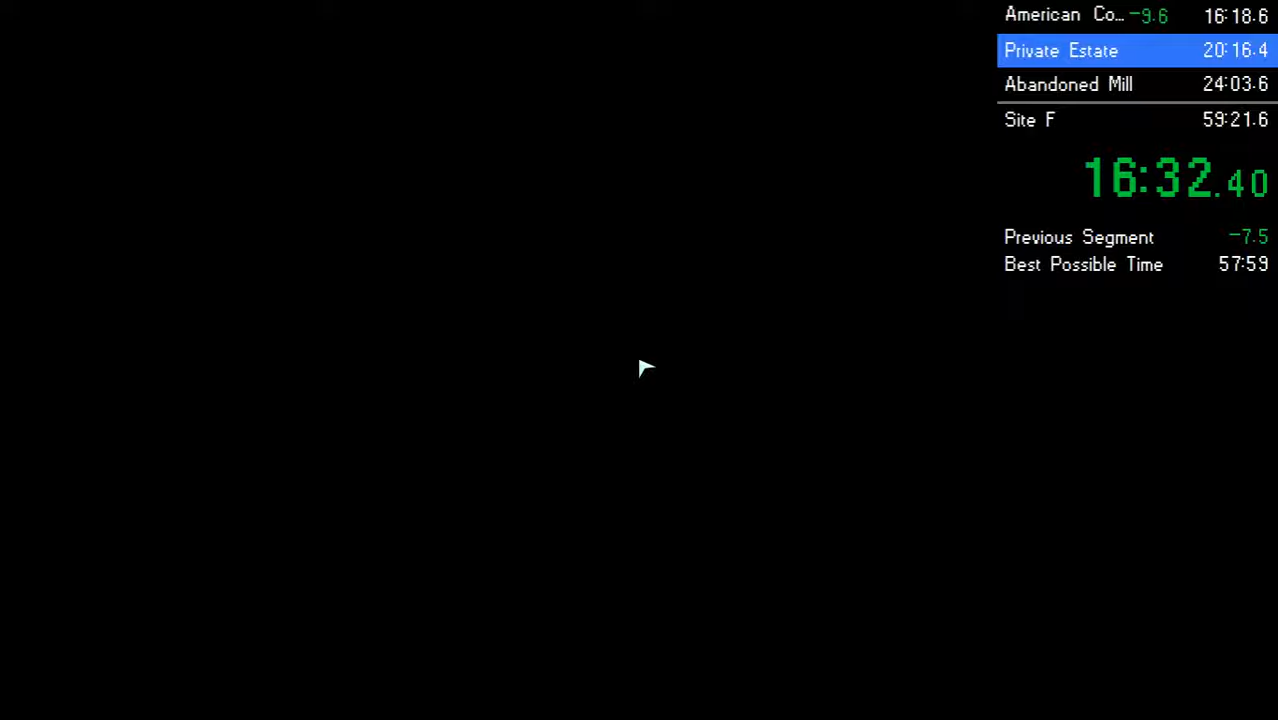 American Co... -9.6 16:18.6
Private Estate 20:16.4
Abandoned Mill 24:03.6
Site F 59:21.6
16:32.40
Previous Segment -7.5
Best Possible Time 57:59